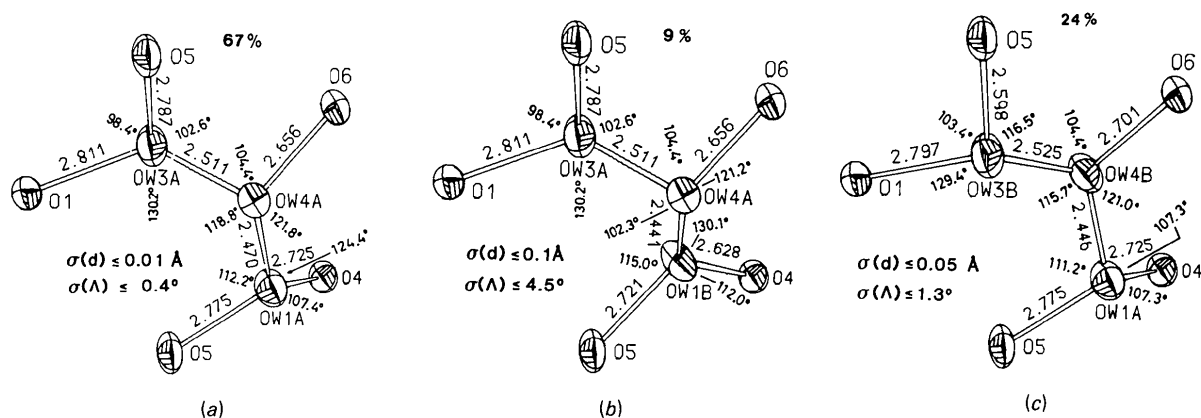 67%
O5
O6
2.787
98.4°
102.6°
2.811
2.511
2.656
OW3A
104.4°
O1
130.2°
OW4A
118.8°
121.8°
2.470
σ(d) ≤ 0.01 Å
2.725
124.4°
σ(Λ) ≤ 0.4°
112.2°
O4
107.4°
2.775
OW1A
O5
(a)
9%
O5
O6
2.787
98.4°
102.6°
2.811
2.511
2.656
OW3A
104.4°
121.2°
O1
130.2°
OW4A
102.3°
2.441
130.1°
σ(d) ≤ 0.1Å
2.628
σ(Λ) ≤ 4.5°
115.0°
O4
OW1B
112.0°
2.721
O5
(b)
24%
O5
O6
2.598
103.4°
116.5°
104.4°
2.701
2.797
2.525
O1
OW3B
129.4°
OW4B
115.7°
121.0°
107.3°
2.446
σ(d) ≤ 0.05 Å
2.725
σ(Λ) ≤ 1.3°
111.2°
O4
107.3°
2.775
OW1A
O5
(c)